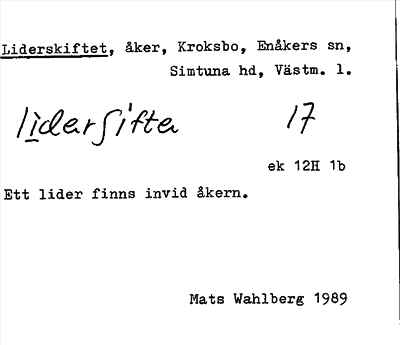 Liderskiftet, åker, Kroksbo, Enåkers sn,
Simtuna hd, Västm. l.
lìderʃifte 17
ek 12H 1b
Ett lider finns invid åkern.
Mats Wahlberg 1989